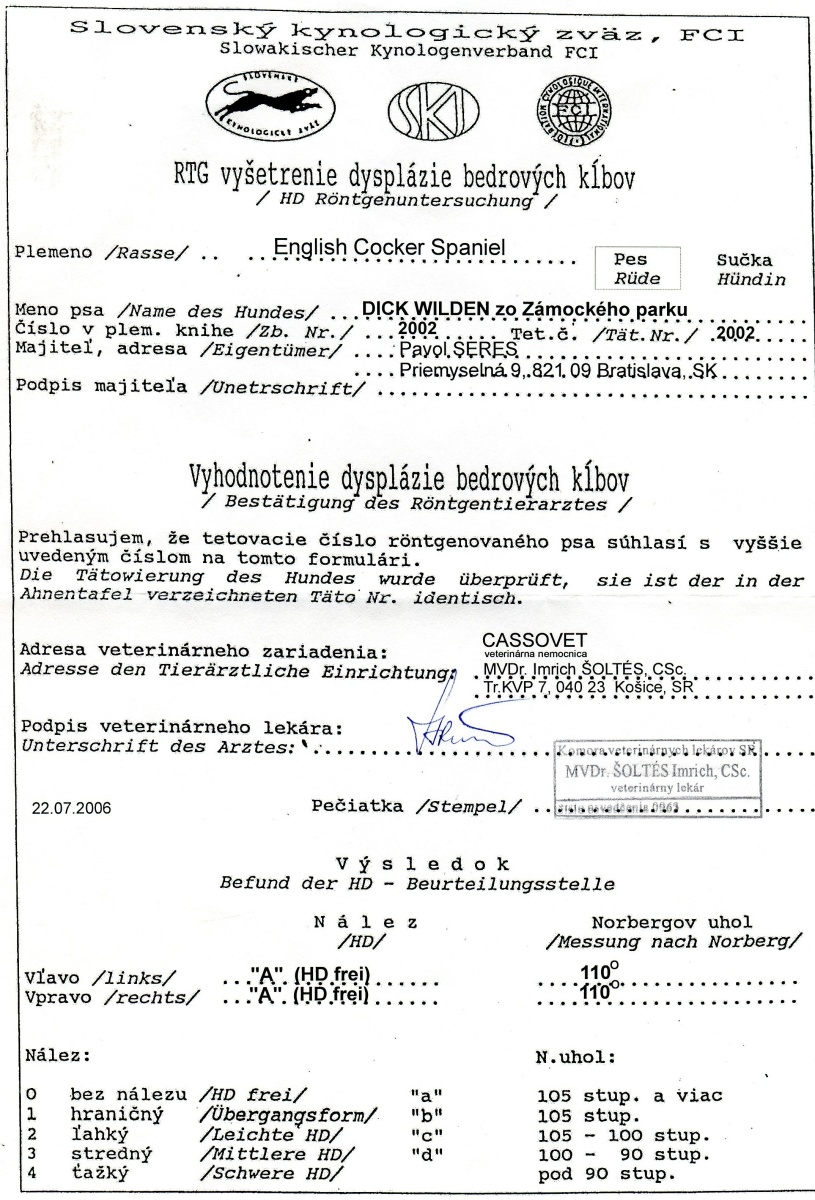 Slovenský kynologický zväz, FCI
Slowakischer Kynologenverband FCI
SLOVENSKÝ
KYNOLOGICKÝ ZVÄZ
SKJ
FCI
RTG vyšetrenie dysplázie bedrových kĺbov
/ HD Röntgenuntersuchung /
Plemeno /Rasse/ .. ....English Cocker Spaniel.......
Pes Sučka
Rüde Hündin
Meno psa /Name des Hundes/ ...DICK WILDEN zo Zámockého parku
Číslo v plem. knihe /Zb. Nr./ ...2002..... Tet.č. /Tät.Nr./ .2002.
Majiteľ, adresa /Eigentümer/ ....Pavol SERES
....Priemyselná 9, 821 09 Bratislava, SK
Podpis majiteľa /Unetrschrift/ ..............................
Vyhodnotenie dysplázie bedrových kĺbov
/ Bestätigung des Röntgentierarztes /
Prehlasujem, že tetovacie číslo röntgenovaného psa súhlasí s vyššie
uvedeným číslom na tomto formulári.
Die Tätowierung des Hundes wurde überprüft, sie ist der in der
Ahnentafel verzeichneten Täto Nr. identisch.
CASSOVET
Adresa veterinárneho zariadenia: veterinárna nemocnica
Adresse den Tierärztliche Einrichtung: MVDr. Imrich ŠOLTÉS, CSc.
Tr.KVP 7, 040 23 Košice, SR
Podpis veterinárneho lekára:
Unterschrift des Arztes: ..............................
Komora veterinárnych lekárov SR
MVDr. ŠOLTÉS Imrich, CSc.
veterinárny lekár
22.07.2006 Pečiatka /Stempel/ ..............................
Výsledok
Befund der HD - Beurteilungsstelle
Nález Norbergov uhol
/HD/ /Messung nach Norberg/
Vľavo /links/ ..."A". (HD frei)...... ....110°..............
Vpravo /rechts/ ..."A". (HD frei)...... ....110°..............
Nález: N.uhol:
0 bez nálezu /HD frei/ "a" 105 stup. a viac
1 hraničný /Übergangsform/ "b" 105 stup.
2 ľahký /Leichte HD/ "c" 105 - 100 stup.
3 stredný /Mittlere HD/ "d" 100 - 90 stup.
4 ťažký /Schwere HD/ pod 90 stup.